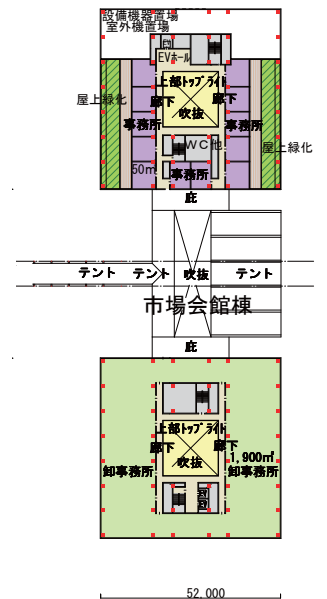 設備機器置場
室外機置場
EV
EVホール
上部トップライト
廊下 廊下
吹抜
屋上緑化
事務所 事務所
屋上緑化
WC他
50㎡ 事務所
庇
テント テント 吹抜 テント
市場会館棟
庇
上部トップライト
廊下 廊下
吹抜
1,900㎡
卸事務所 卸事務所
52,000